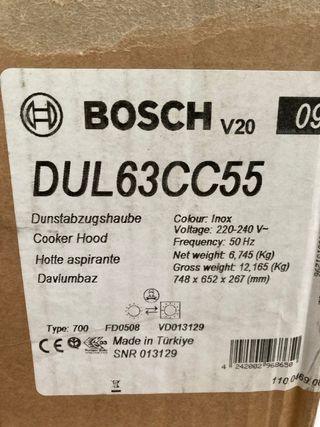 BOSCH V20 09
DUL63CC55
Dunstabzugshaube
Cooker Hood
Hotte aspirante
Davlumbaz
Colour: Inox
Voltage: 220-240 V~
Frequency: 50 Hz
Net weight: 6,745 (Kg)
Gross weight: 12,165 (Kg)
748 x 652 x 267 (mm)
Type: 700 FD0508 VD013129
Made in Türkiye
SNR 013129
4 242002 968650